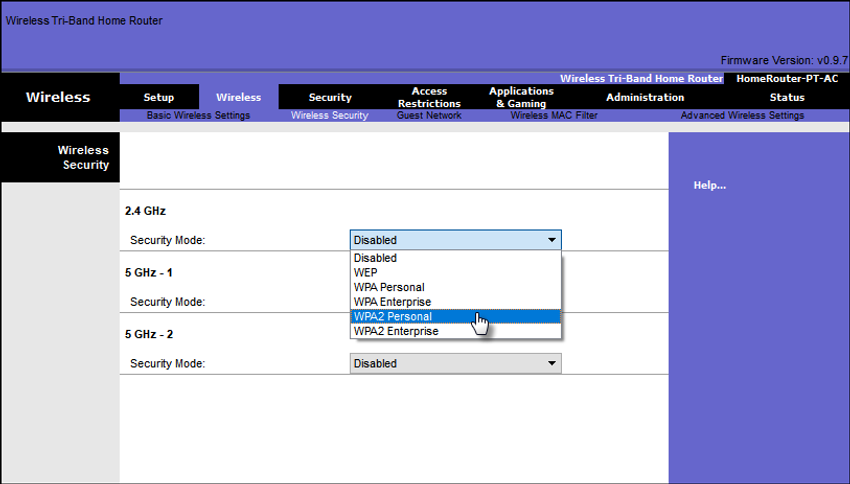 Wireless Tri-Band Home Router
Firmware Version: v0.9.7
Wireless Tri-Band Home Router HomeRouter-PT-AC
Wireless
Setup Wireless Security Access Restrictions Applications & Gaming Administration Status
Basic Wireless Settings Wireless Security Guest Network Wireless MAC Filter Advanced Wireless Settings
Wireless
Security
Help...
2.4 GHz
Security Mode: Disabled
Disabled
WEP
5 GHz - 1
WPA Personal
Security Mode:
WPA Enterprise
WPA2 Personal
5 GHz - 2
WPA2 Enterprise
Security Mode: Disabled